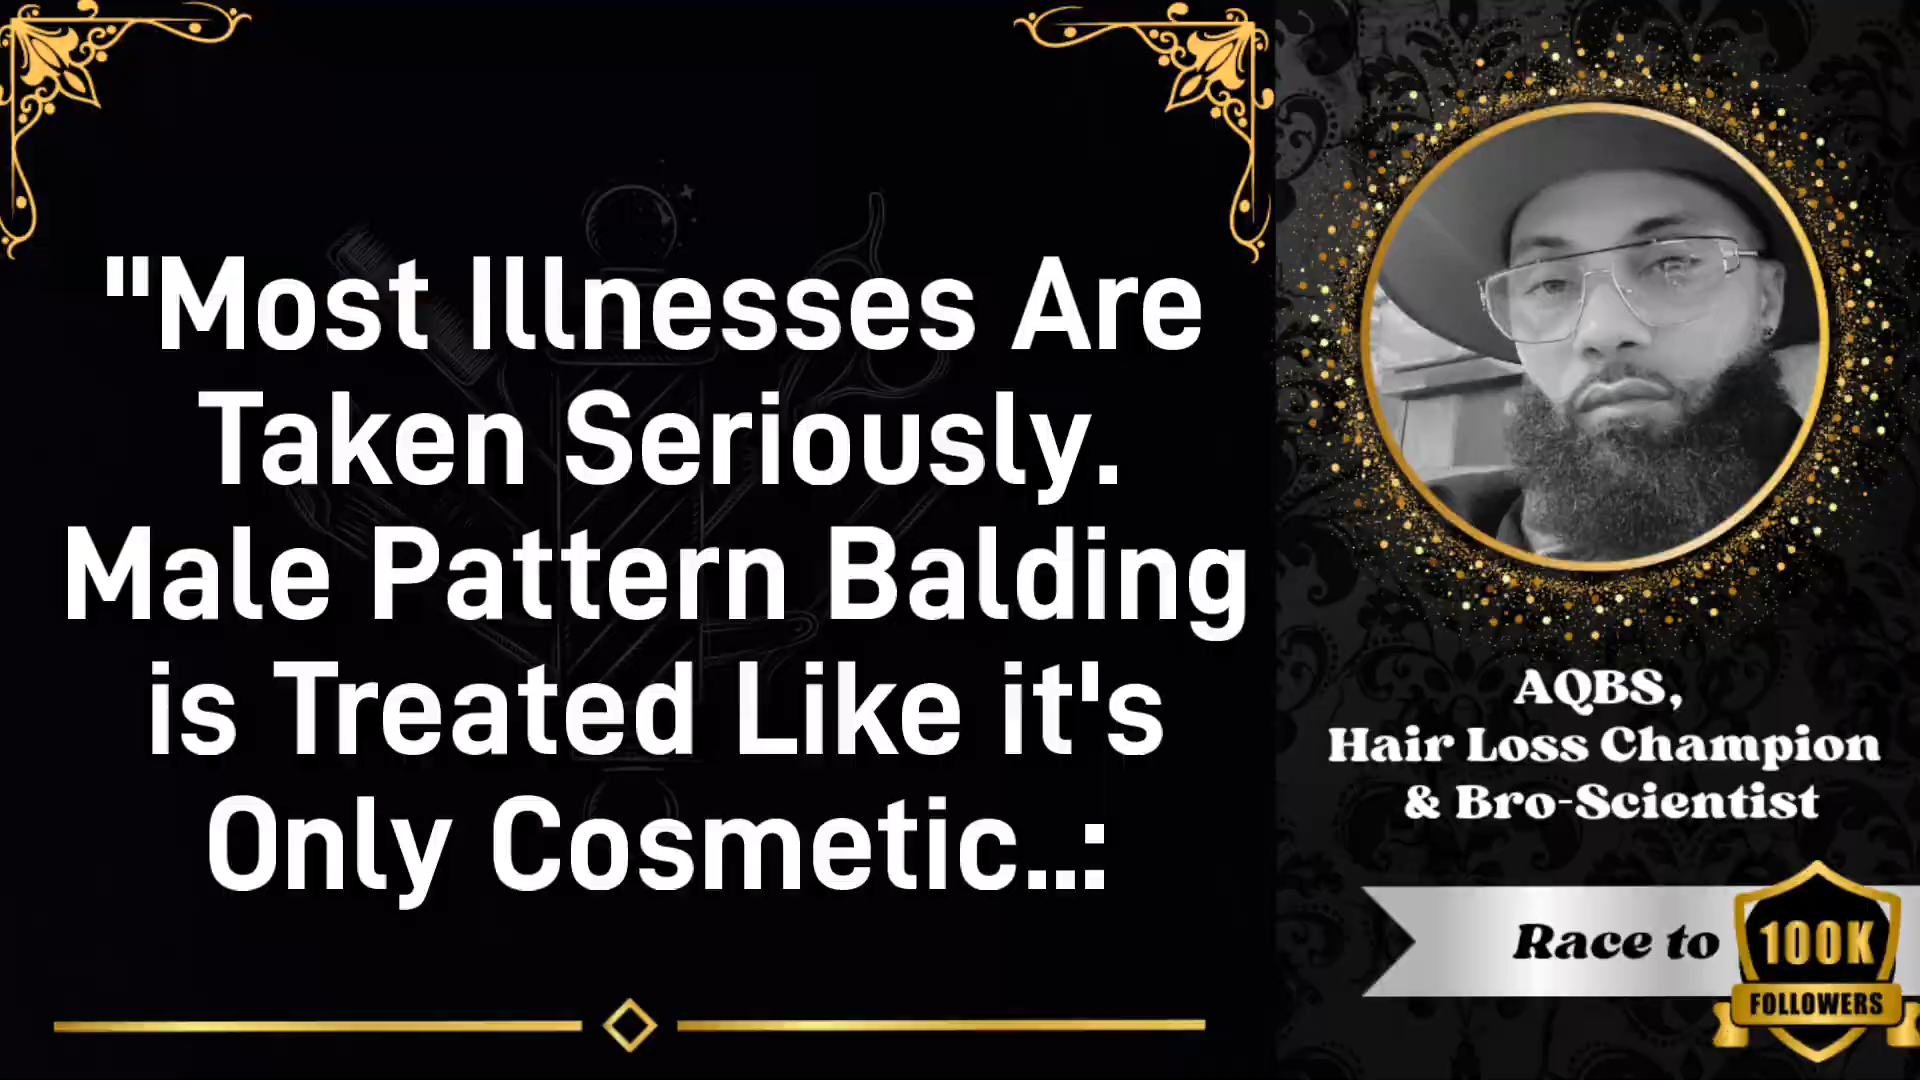 "Most Illnesses Are
Taken Seriously.
Male Pattern Balding
is Treated Like it's
Only Cosmetic..:
AQBS,
Hair Loss Champion
& Bro-Scientist
Race to
100K
FOLLOWERS